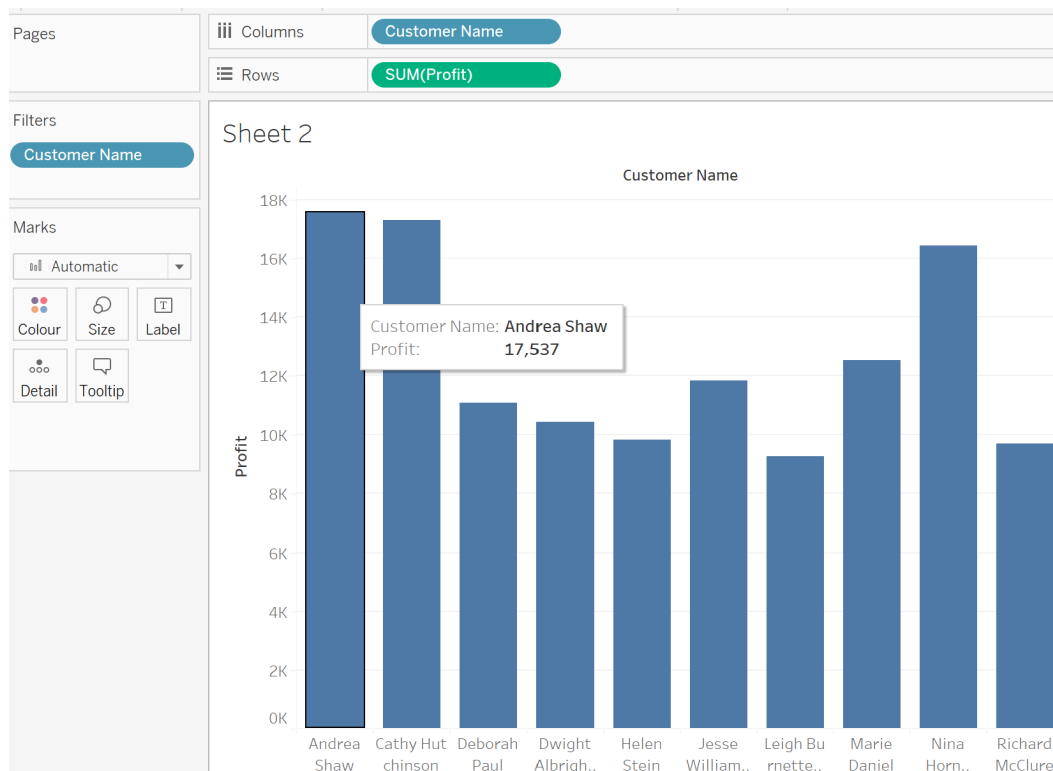 Pages
Columns
Customer Name
Rows
SUM(Profit)
Filters
Customer Name
Marks
Automatic
Colour
Size
Label
Detail
Tooltip
Sheet 2
Customer Name
18K
16K
14K
12K
10K
8K
6K
4K
2K
0K
Profit
Customer Name: Andrea Shaw
Profit: 17,537
Andrea
Shaw
Cathy Hut
chinson
Deborah
Paul
Dwight
Albrigh..
Helen
Stein
Jesse
William..
Leigh Bu
rnette..
Marie
Daniel
Nina
Horn..
Richard
McClure